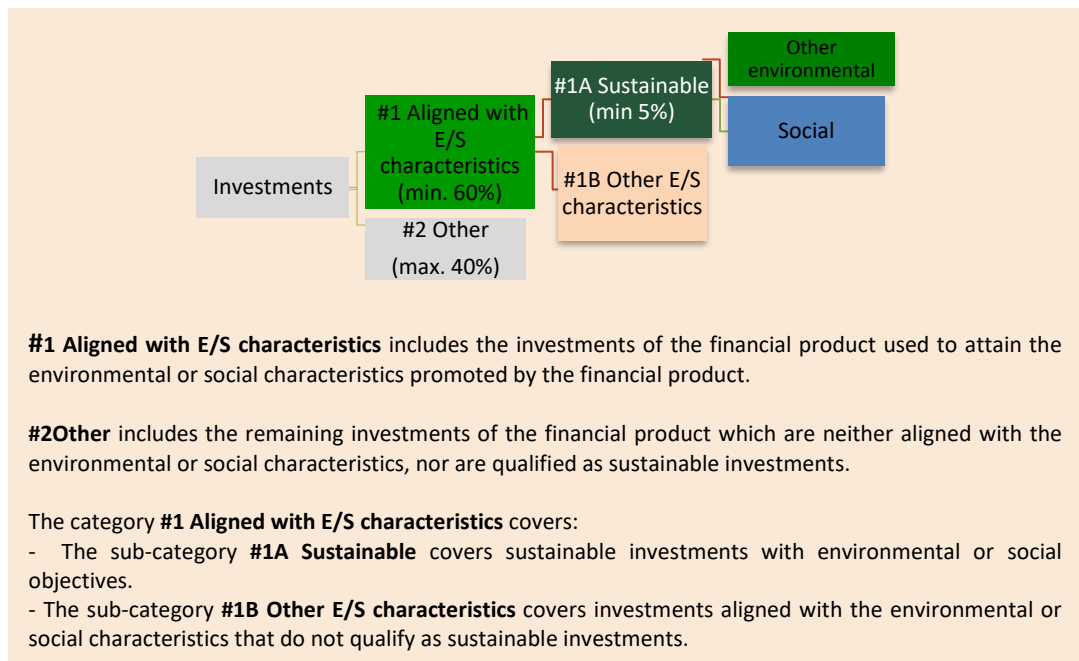 Other
environmental
#1A Sustainable
(min 5%)
Social
#1 Aligned with
E/S
characteristics
(min. 60%)
Investments
#1B Other E/S
characteristics
#2 Other
(max. 40%)
#1 Aligned with E/S characteristics includes the investments of the financial product used to attain the
environmental or social characteristics promoted by the financial product.
#2Other includes the remaining investments of the financial product which are neither aligned with the
environmental or social characteristics, nor are qualified as sustainable investments.
The category #1 Aligned with E/S characteristics covers:
- The sub-category #1A Sustainable covers sustainable investments with environmental or social
objectives.
- The sub-category #1B Other E/S characteristics covers investments aligned with the environmental or
social characteristics that do not qualify as sustainable investments.